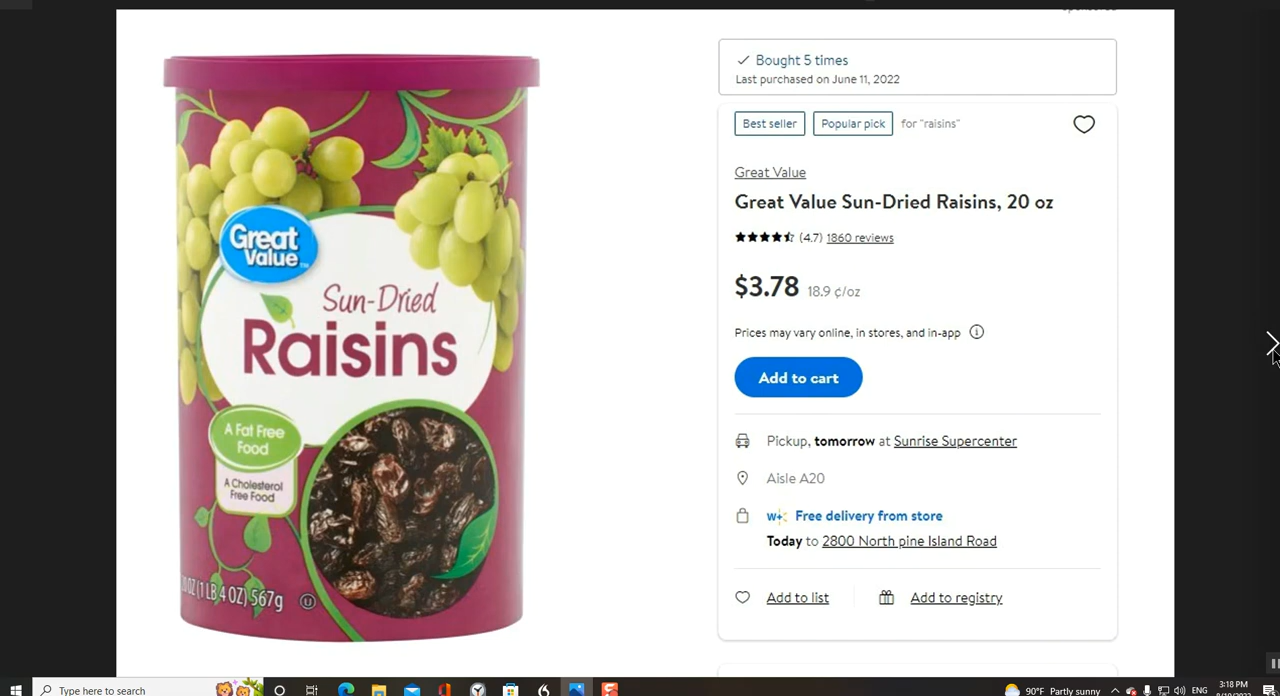 Great
Value
Sun-Dried
Raisins
A Fat Free
Food
A Cholesterol
Free Food
OZ (1 LB 4 OZ) 567g
U
Bought 5 times
Last purchased on June 11, 2022
Best seller
Popular pick
for "raisins"
Great Value
Great Value Sun-Dried Raisins, 20 oz
(4.7) 1860 reviews
$3.78 18.9 ¢/oz
Prices may vary online, in stores, and in-app
Add to cart
Pickup, tomorrow at Sunrise Supercenter
Aisle A20
w+ Free delivery from store
Today to 2800 North pine Island Road
Add to list
Add to registry
Type here to search
90°F Partly sunny
ENG
3:18 PM